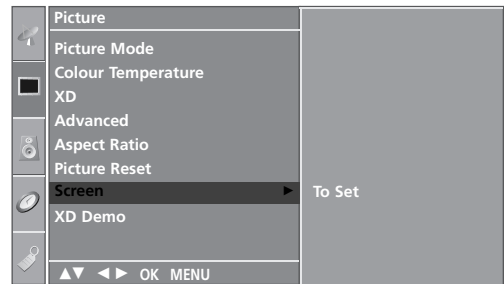 Picture
Picture Mode
Colour Temperature
XD
Advanced
Aspect Ratio
Picture Reset
Screen ► To Set
XD Demo
▲▼ ◄► OK MENU